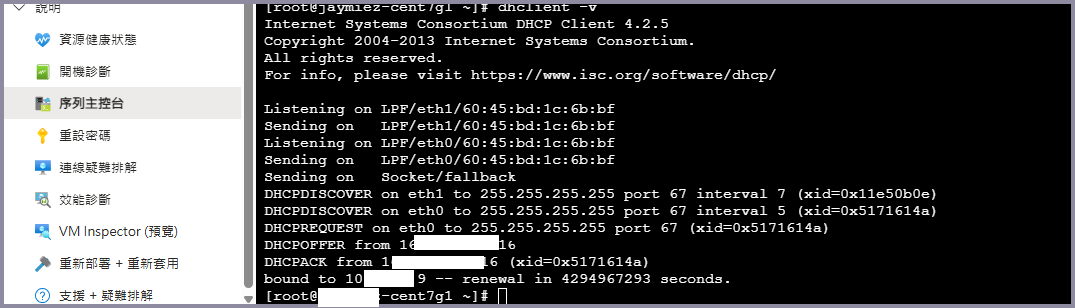 說明
資源健康狀態
開機診斷
序列主控台
重設密碼
連線疑難排解
效能診斷
VM Inspector (預覽)
重新部署 + 重新套用
支援 + 疑難排解
[root@jaymiez-cent7g1 ~]# dhclient -v
Internet Systems Consortium DHCP Client 4.2.5
Copyright 2004-2013 Internet Systems Consortium.
All rights reserved.
For info, please visit https://www.isc.org/software/dhcp/
Listening on LPF/eth1/60:45:bd:1c:6b:bf
Sending on   LPF/eth1/60:45:bd:1c:6b:bf
Listening on LPF/eth0/60:45:bd:1c:6b:bf
Sending on   LPF/eth0/60:45:bd:1c:6b:bf
Sending on   Socket/fallback
DHCPDISCOVER on eth1 to 255.255.255.255 port 67 interval 7 (xid=0x11e50b0e)
DHCPDISCOVER on eth0 to 255.255.255.255 port 67 interval 5 (xid=0x5171614a)
DHCPREQUEST on eth0 to 255.255.255.255 port 67 (xid=0x5171614a)
DHCPOFFER from 16 16
DHCPACK from 1 16 (xid=0x5171614a)
bound to 10 9 -- renewal in 4294967293 seconds.
[root@ z-cent7g1 ~]#